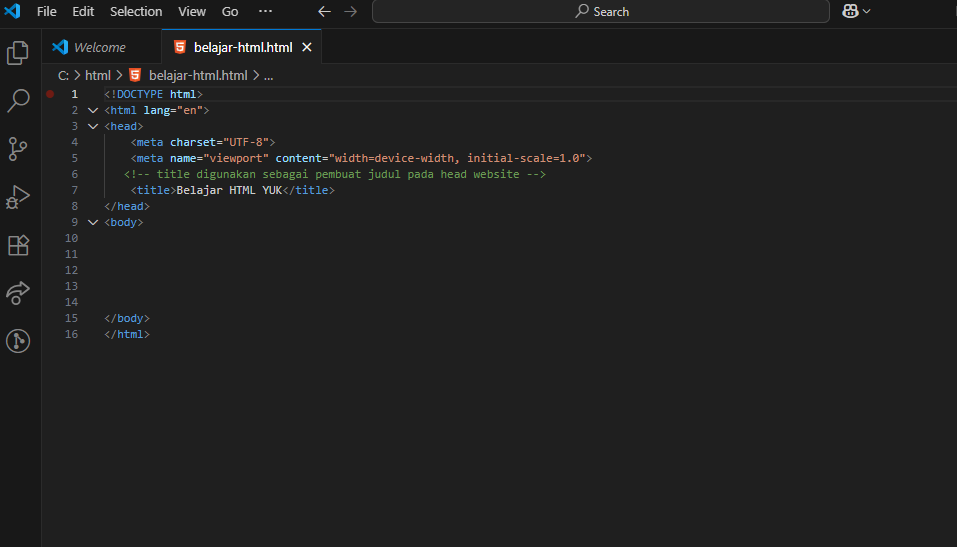 File Edit Selection View Go ··· Search
Welcome belajar-html.html
C: > html > belajar-html.html > ...
1 <!DOCTYPE html>
2 <html lang="en">
3 <head>
4     <meta charset="UTF-8">
5     <meta name="viewport" content="width=device-width, initial-scale=1.0">
6    <!-- title digunakan sebagai pembuat judul pada head website -->
7     <title>Belajar HTML YUK</title>
8 </head>
9 <body>
10
11
12
13
14
15 </body>
16 </html>